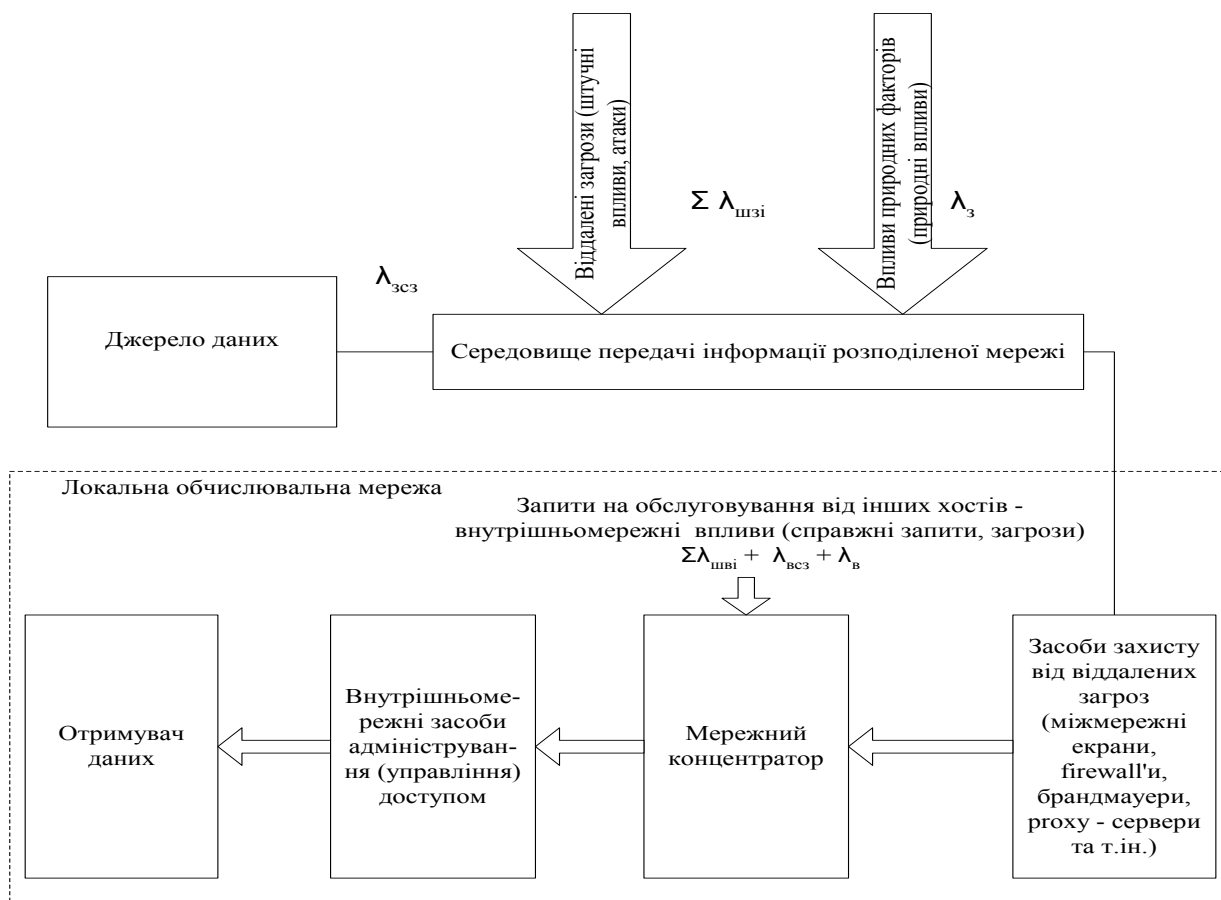 Віддалені загрози (штучні
впливи, атаки)
Σ λшзі
Впливи природних факторів
(природні впливи)
λз
λзсз
Джерело даних
Середовище передачі інформації розподіленої мережі
Локальна обчислювальна мережа
Запити на обслуговування від інших хостів -
внутрішньомережні впливи (справжні запити, загрози)
Σλшві + λвсз + λв
Отримувач
даних
Внутрішньоме-
режні засоби
адмініструван-
ня (управління)
доступом
Мережний
концентратор
Засоби захисту
від віддалених
загроз
(міжмережні
екрани,
firewall'и,
брандмауери,
proxy - сервери
та т.ін.)